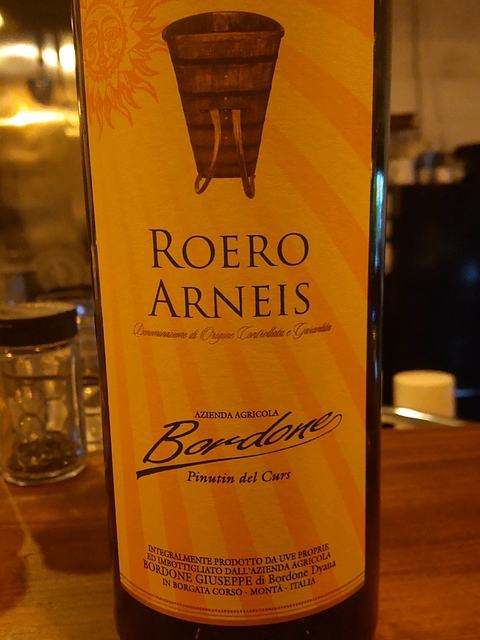 ROERO
ARNEIS
Denominazione di Origine Controllata e Garantita
AZIENDA AGRICOLA
Bordone
Pinutin del Curs
INTEGRALMENTE PRODOTTO DA UVE PROPRIE
ED IMBOTTIGLIATO DALL'AZIENDA AGRICOLA
BORDONE GIUSEPPE di Bordone Dyana
IN BORGATA CORSO - MONTÀ - ITALIA